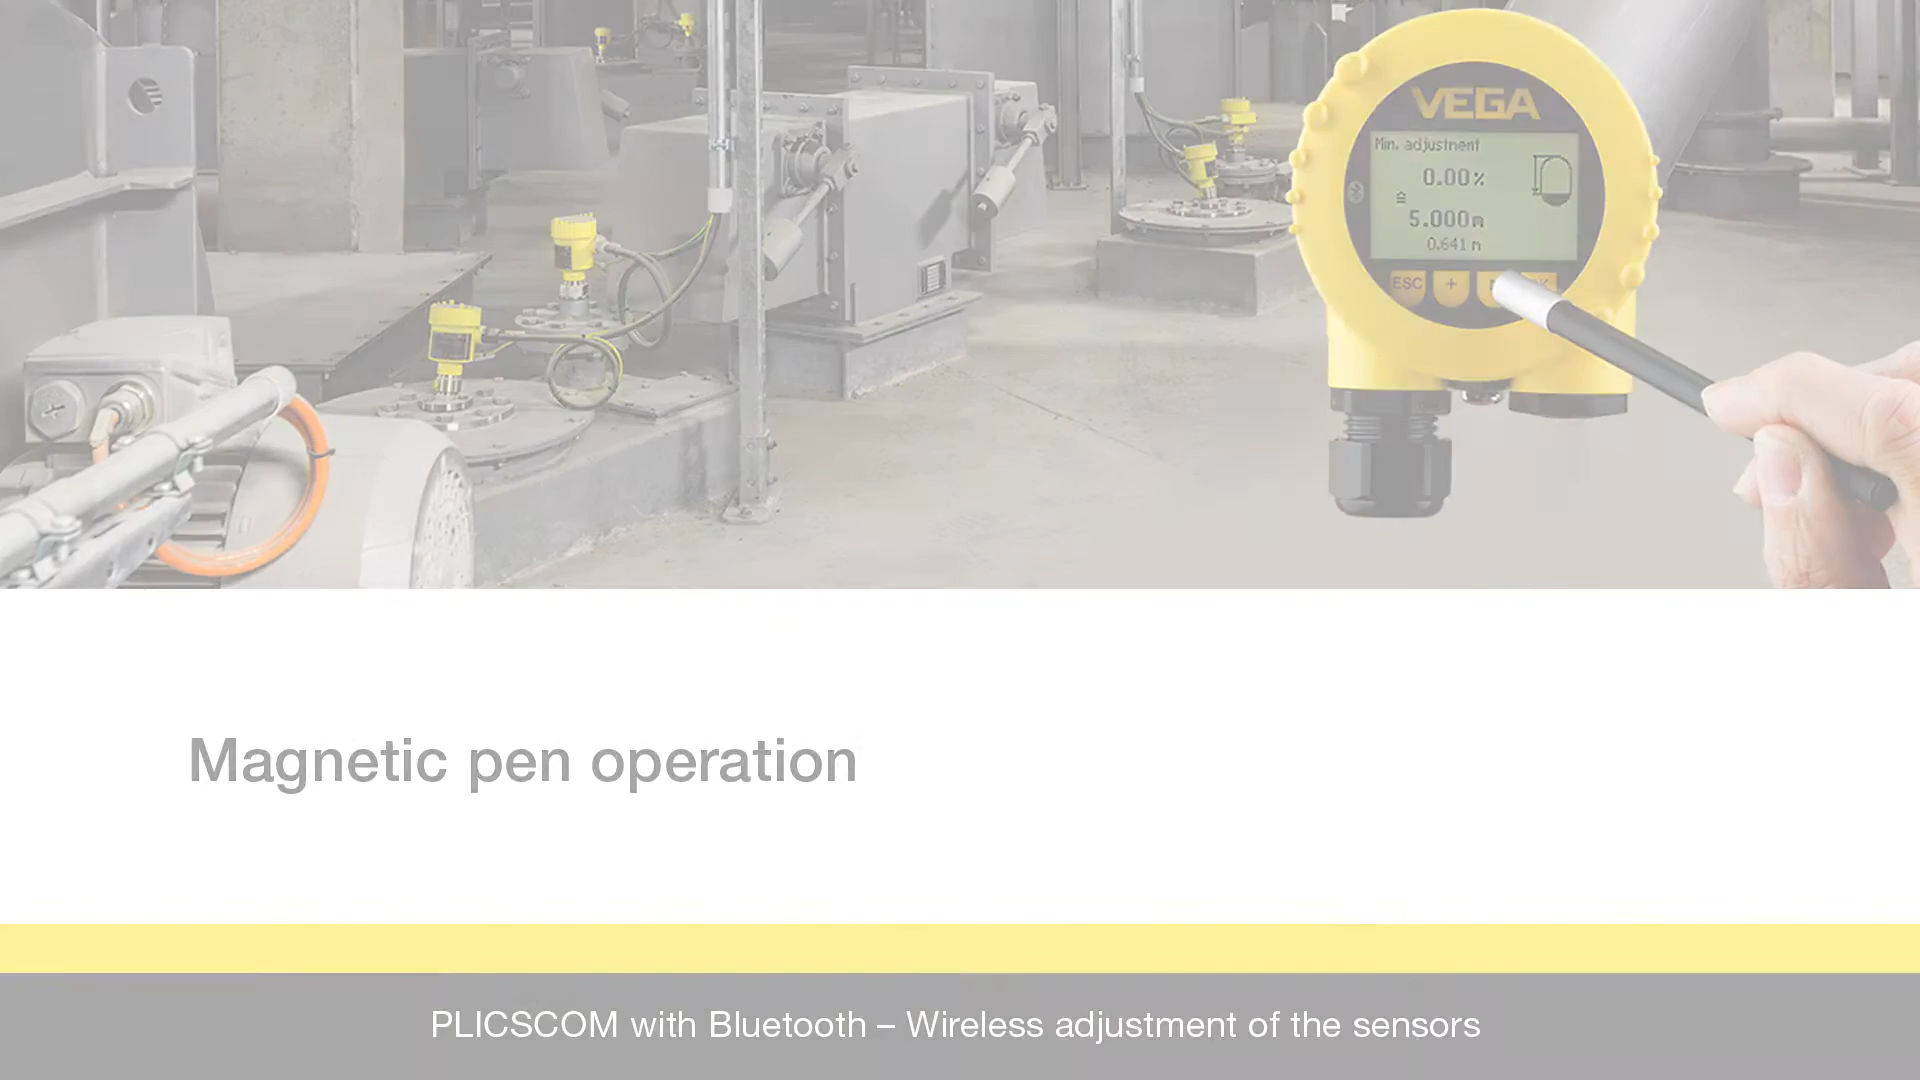 VEGA
Min. adjustment
0.00%
≙
5.000m
0.641 m
ESC +
Magnetic pen operation
PLICSCOM with Bluetooth – Wireless adjustment of the sensors